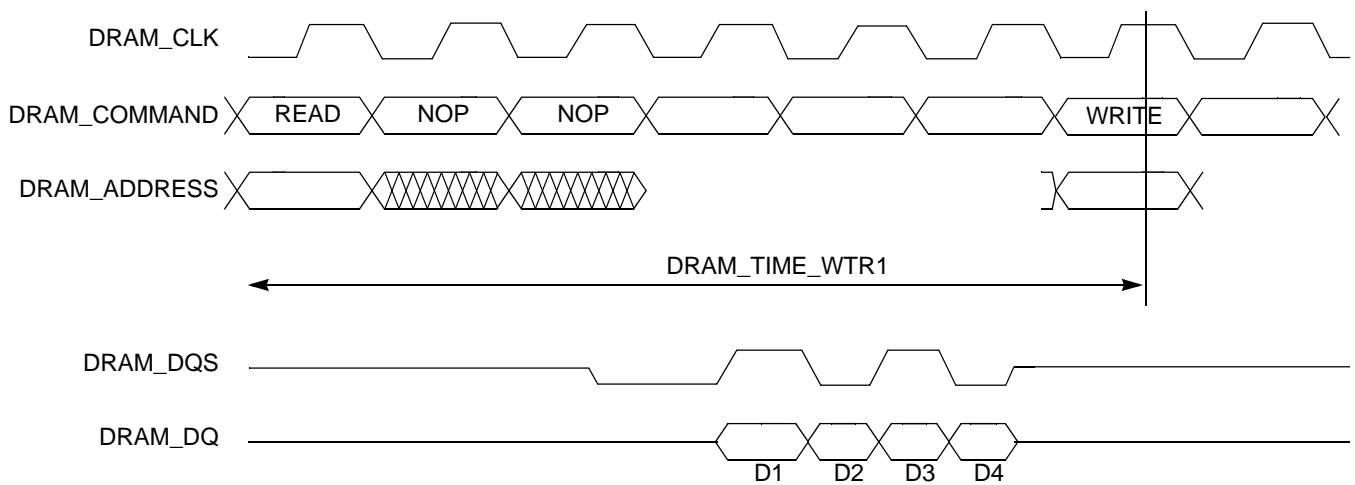 DRAM_CLK
DRAM_COMMAND READ NOP NOP WRITE
DRAM_ADDRESS
DRAM_TIME_WTR1
DRAM_DQS
DRAM_DQ
D1 D2 D3 D4